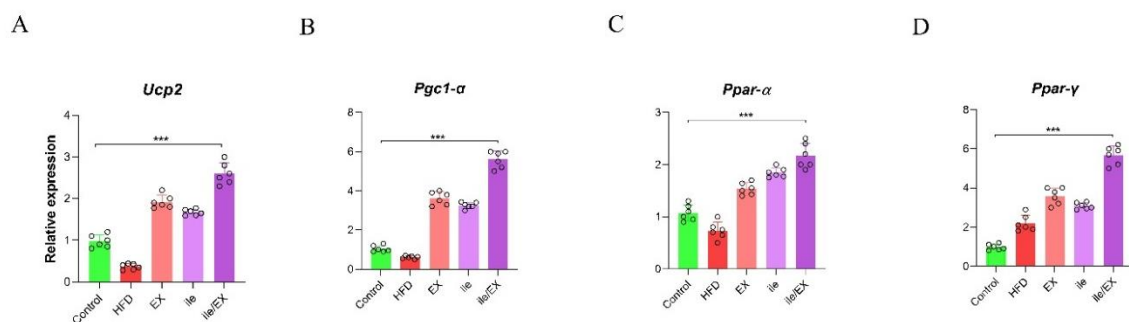 A
B
C
D
Ucp2
Pgc1-α
Ppar-α
Ppar-γ
Relative expression
4
3
2
1
0
***
Control
HFD
EX
ile
ile/EX
8
6
4
2
0
***
Control
HFD
EX
ile
ile/EX
3
2
1
0
***
Control
HFD
EX
ile
ile/EX
8
6
4
2
0
***
Control
HFD
EX
ile
ile/EX